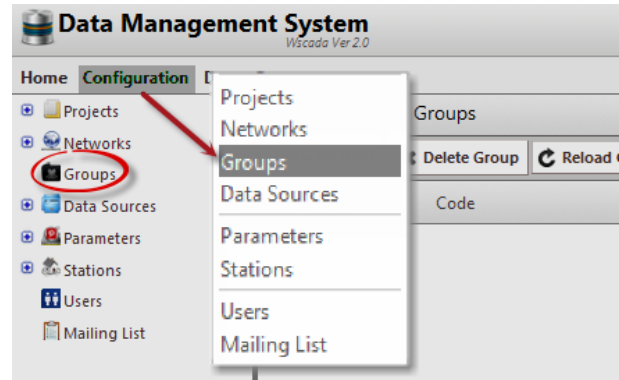 Data Management System
Wscada Ver 2.0
Home Configuration
Projects
Networks
Groups
Data Sources
Parameters
Stations
Users
Mailing List
Projects
Networks
Groups
Data Sources
Parameters
Stations
Users
Mailing List
Groups
Delete Group Reload
Code